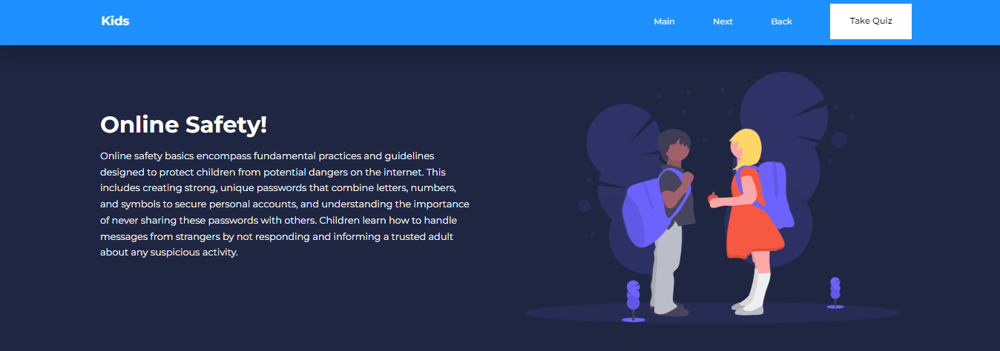 Kids
Main
Next
Back
Take Quiz
Online Safety!
Online safety basics encompass fundamental practices and guidelines
designed to protect children from potential dangers on the internet. This
includes creating strong, unique passwords that combine letters, numbers,
and symbols to secure personal accounts, and understanding the importance
of never sharing these passwords with others. Children learn how to handle
messages from strangers by not responding and informing a trusted adult
about any suspicious activity.